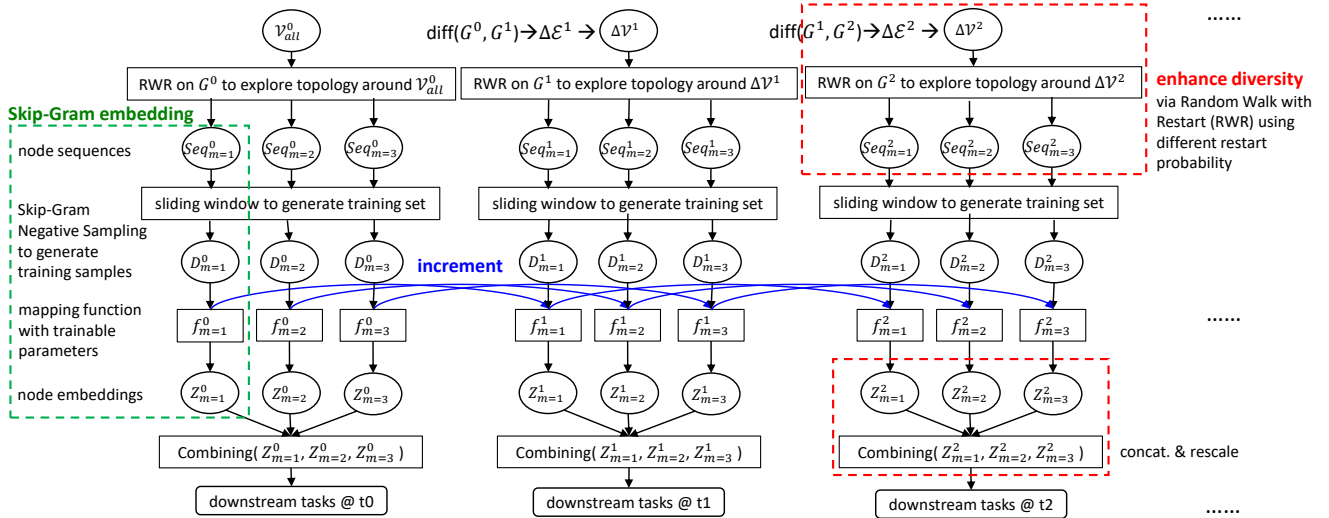 𝒱⁰ₐₗₗ
diff(G⁰, G¹)→Δℰ¹ →
Δ𝒱¹
diff(G¹, G²)→Δℰ² →
Δ𝒱²
……
RWR on G⁰ to explore topology around 𝒱⁰ₐₗₗ
RWR on G¹ to explore topology around Δ𝒱¹
RWR on G² to explore topology around Δ𝒱²
enhance diversity
via Random Walk with
Restart (RWR) using
different restart
probability
Skip-Gram embedding
node sequences
Seq⁰ₘ₌₁
Seq⁰ₘ₌₂
Seq⁰ₘ₌₃
Seq¹ₘ₌₁
Seq¹ₘ₌₂
Seq¹ₘ₌₃
Seq²ₘ₌₁
Seq²ₘ₌₂
Seq²ₘ₌₃
sliding window to generate training set
sliding window to generate training set
sliding window to generate training set
Skip-Gram
Negative Sampling
to generate
training samples
D⁰ₘ₌₁
D⁰ₘ₌₂
D⁰ₘ₌₃
increment
D¹ₘ₌₁
D¹ₘ₌₂
D¹ₘ₌₃
D²ₘ₌₁
D²ₘ₌₂
D²ₘ₌₃
mapping function
with trainable
parameters
f⁰ₘ₌₁
f⁰ₘ₌₂
f⁰ₘ₌₃
f¹ₘ₌₁
f¹ₘ₌₂
f¹ₘ₌₃
f²ₘ₌₁
f²ₘ₌₂
f²ₘ₌₃
……
node embeddings
Z⁰ₘ₌₁
Z⁰ₘ₌₂
Z⁰ₘ₌₃
Z¹ₘ₌₁
Z¹ₘ₌₂
Z¹ₘ₌₃
Z²ₘ₌₁
Z²ₘ₌₂
Z²ₘ₌₃
Combining( Z⁰ₘ₌₁, Z⁰ₘ₌₂, Z⁰ₘ₌₃ )
Combining( Z¹ₘ₌₁, Z¹ₘ₌₂, Z¹ₘ₌₃ )
Combining( Z²ₘ₌₁, Z²ₘ₌₂, Z²ₘ₌₃ )
concat. & rescale
downstream tasks @ t0
downstream tasks @ t1
downstream tasks @ t2
……